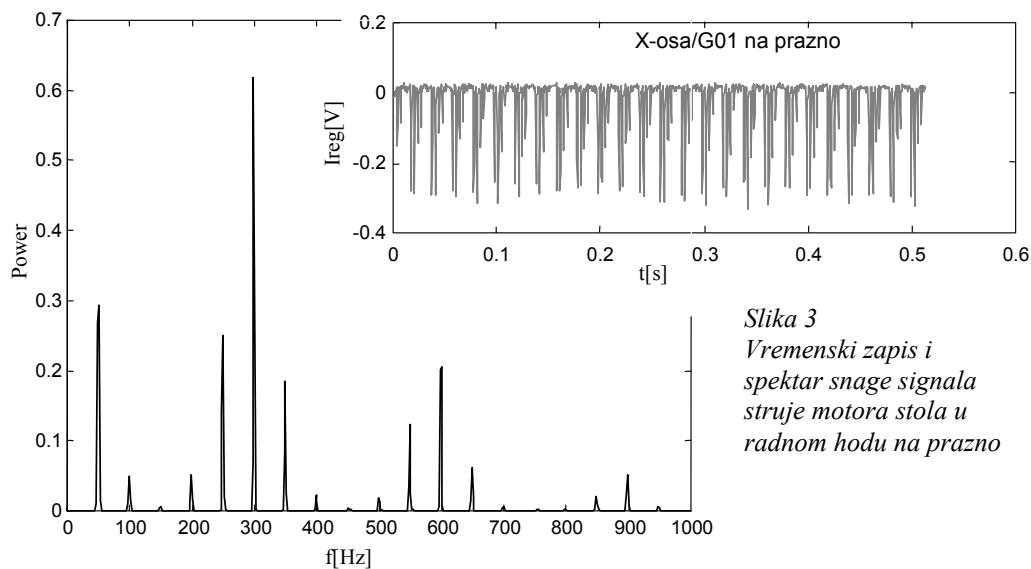 0.7
0.6
0.5
0.4
0.3
0.2
0.1
0
Power
0 100 200 300 400 500 600 700 800 900 1000
f[Hz]
X-osa/G01 na prazno
0.2
0
-0.2
-0.4
Ireg[V]
0 0.1 0.2 0.3 0.4 0.5 0.6
t[s]
Slika 3
Vremenski zapis i
spektar snage signala
struje motora stola u
radnom hodu na prazno